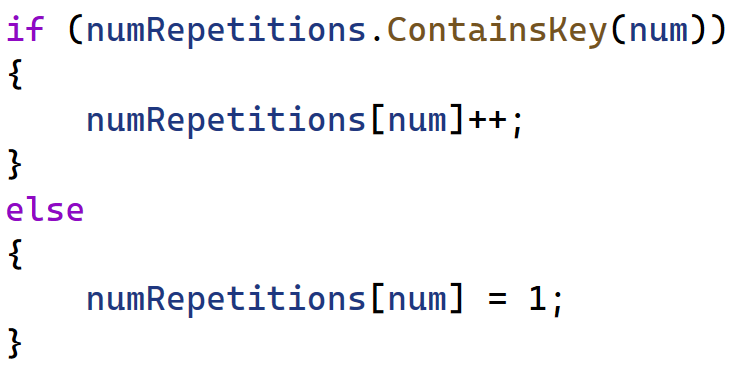 if (numRepetitions.ContainsKey(num))
{
    numRepetitions[num]++;
}
else
{
    numRepetitions[num] = 1;
}